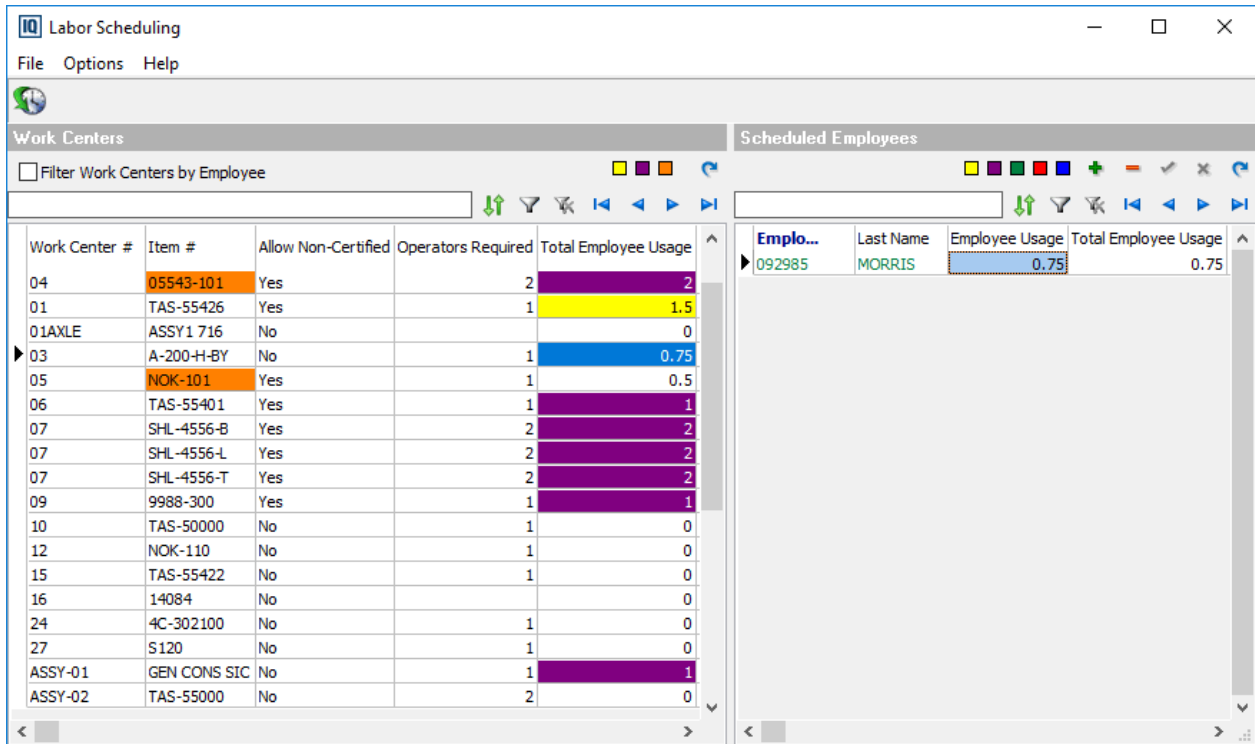 IQ Labor Scheduling
File Options Help
Work Centers
Filter Work Centers by Employee
Work Center # Item # Allow Non-Certified Operators Required Total Employee Usage
04 05543-101 Yes 2 2
01 TAS-55426 Yes 1 1.5
01AXLE ASSY1 716 No 0
03 A-200-H-BY No 1 0.75
05 NOK-101 Yes 1 0.5
06 TAS-55401 Yes 1 1
07 SHL-4556-B Yes 2 2
07 SHL-4556-L Yes 2 2
07 SHL-4556-T Yes 2 2
09 9988-300 Yes 1 1
10 TAS-50000 No 1 0
12 NOK-110 No 1 0
15 TAS-55422 No 1 0
16 14084 No 0
24 4C-302100 No 1 0
27 S120 No 1 0
ASSY-01 GEN CONS SIC No 1 1
ASSY-02 TAS-55000 No 2 0
Scheduled Employees
Emplo... Last Name Employee Usage Total Employee Usage
092985 MORRIS 0.75 0.75